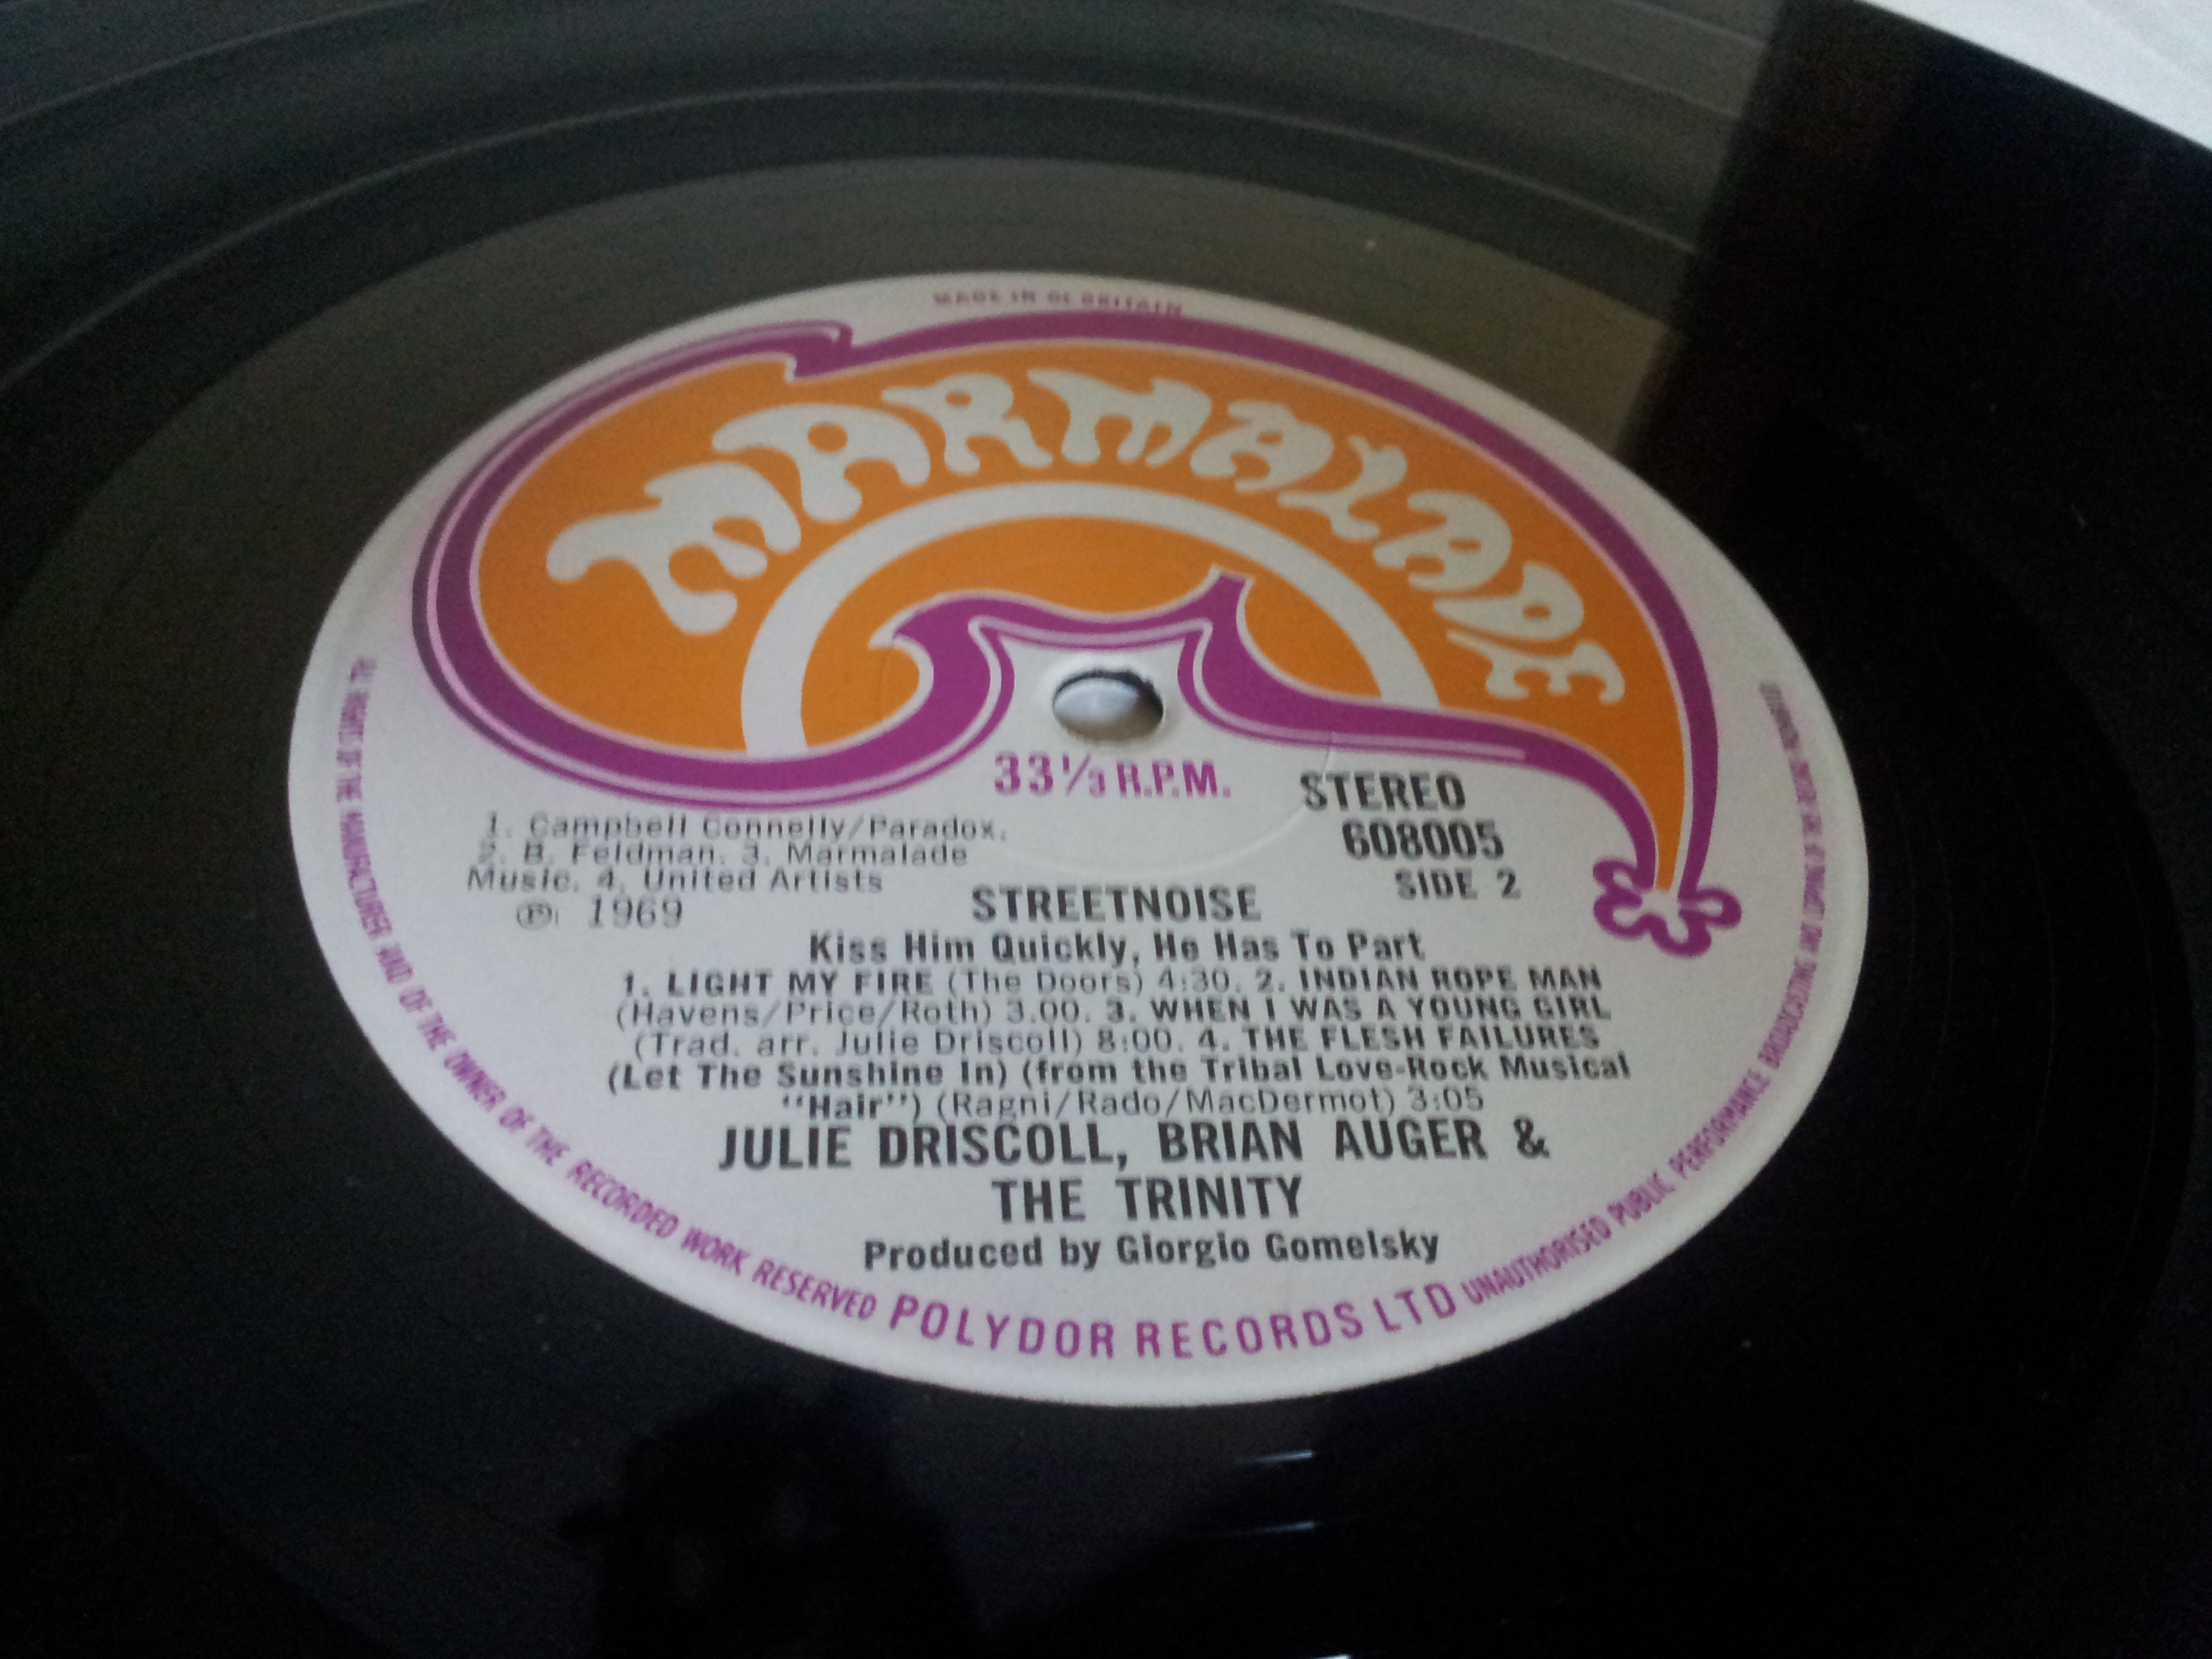 MADE IN GT BRITAIN
MARMALADE
33⅓ R.P.M.
STEREO
608005
SIDE 2
1. Campbell Connelly/Paradox.
2. B. Feldman. 3. Marmalade
Music. 4. United Artists
Ⓟ 1969
STREETNOISE
Kiss Him Quickly, He Has To Part
1. LIGHT MY FIRE (The Doors) 4:30. 2. INDIAN ROPE MAN
(Havens/Price/Roth) 3.00. 3. WHEN I WAS A YOUNG GIRL
(Trad. arr. Julie Driscoll) 8:00. 4. THE FLESH FAILURES
(Let The Sunshine In) (from the Tribal Love-Rock Musical
"Hair") (Ragni/Rado/MacDermot) 3:05
JULIE DRISCOLL, BRIAN AUGER &
THE TRINITY
Produced by Giorgio Gomelsky
ALL RIGHTS OF THE MANUFACTURER AND OF THE OWNER OF THE RECORDED WORK RESERVED POLYDOR RECORDS LTD UNAUTHORISED PUBLIC PERFORMANCE BROADCASTING AND COPYING OF THIS RECORD PROHIBITED